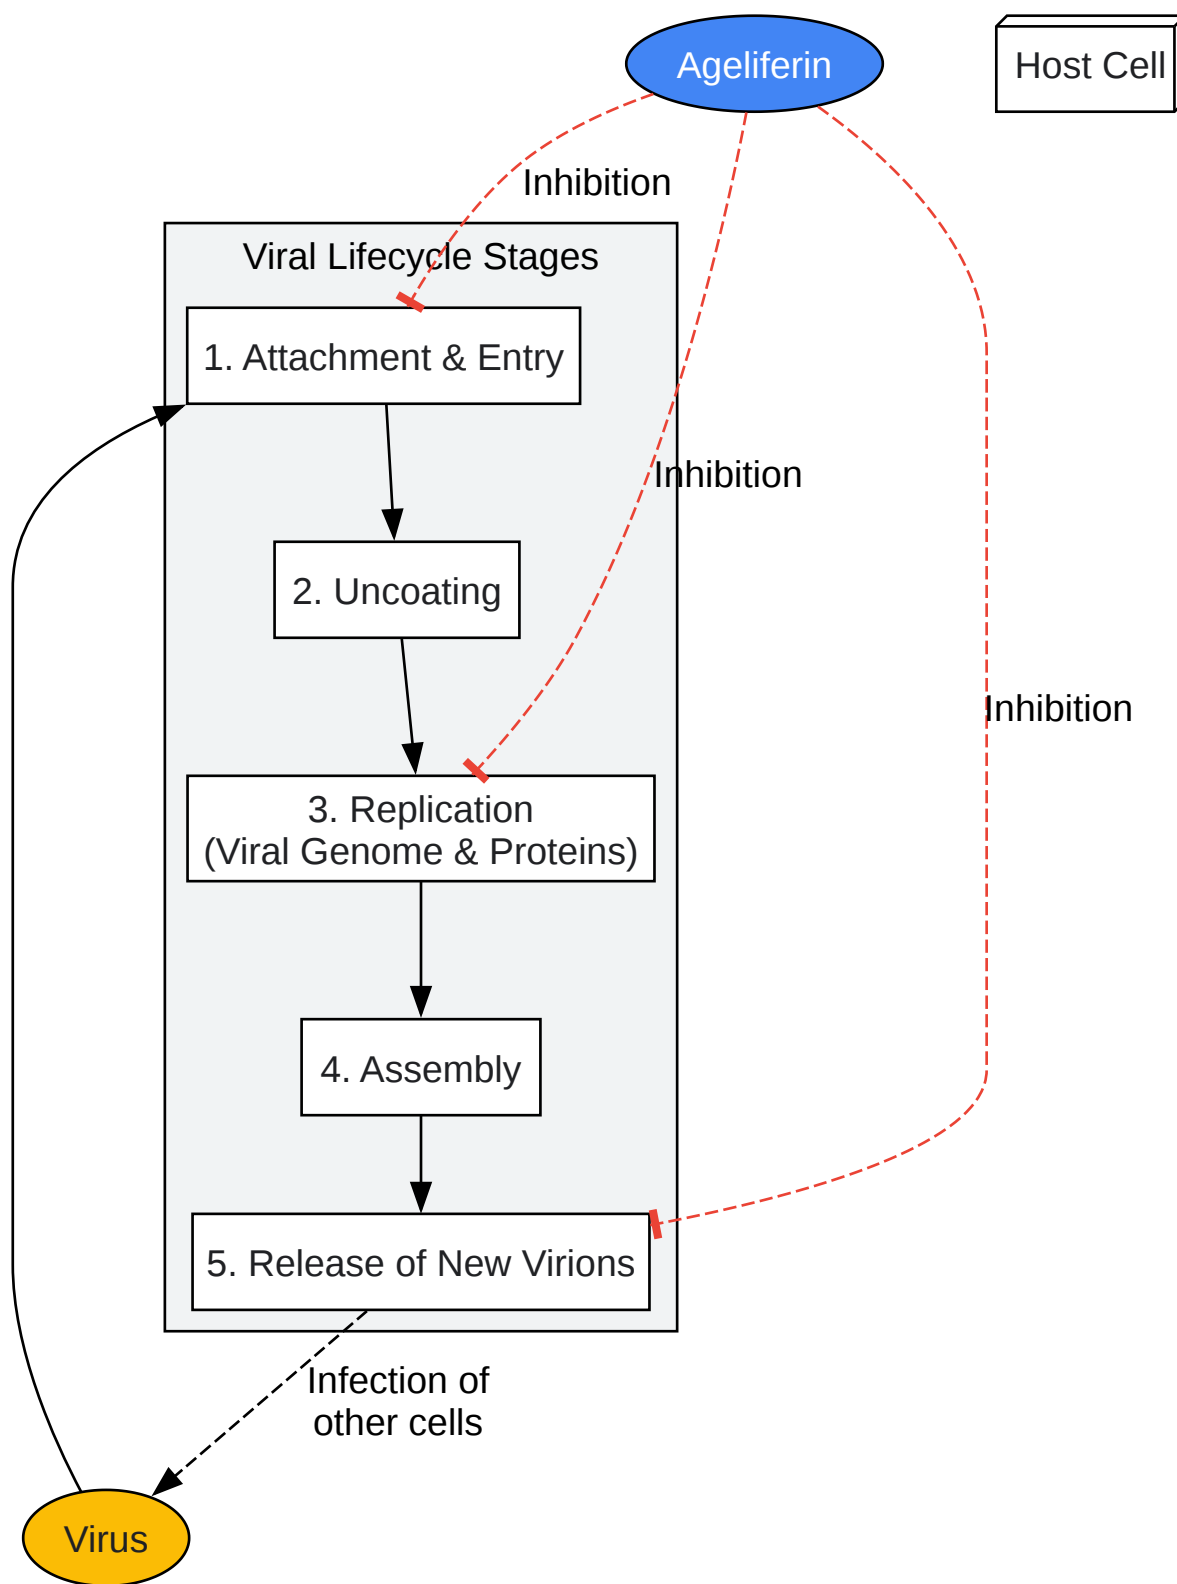 Ageliferin
Host Cell
Inhibition
Viral Lifecycle Stages
1. Attachment & Entry
Inhibition
2. Uncoating
Inhibition
3. Replication
(Viral Genome & Proteins)
4. Assembly
5. Release of New Virions
Infection of
other cells
Virus